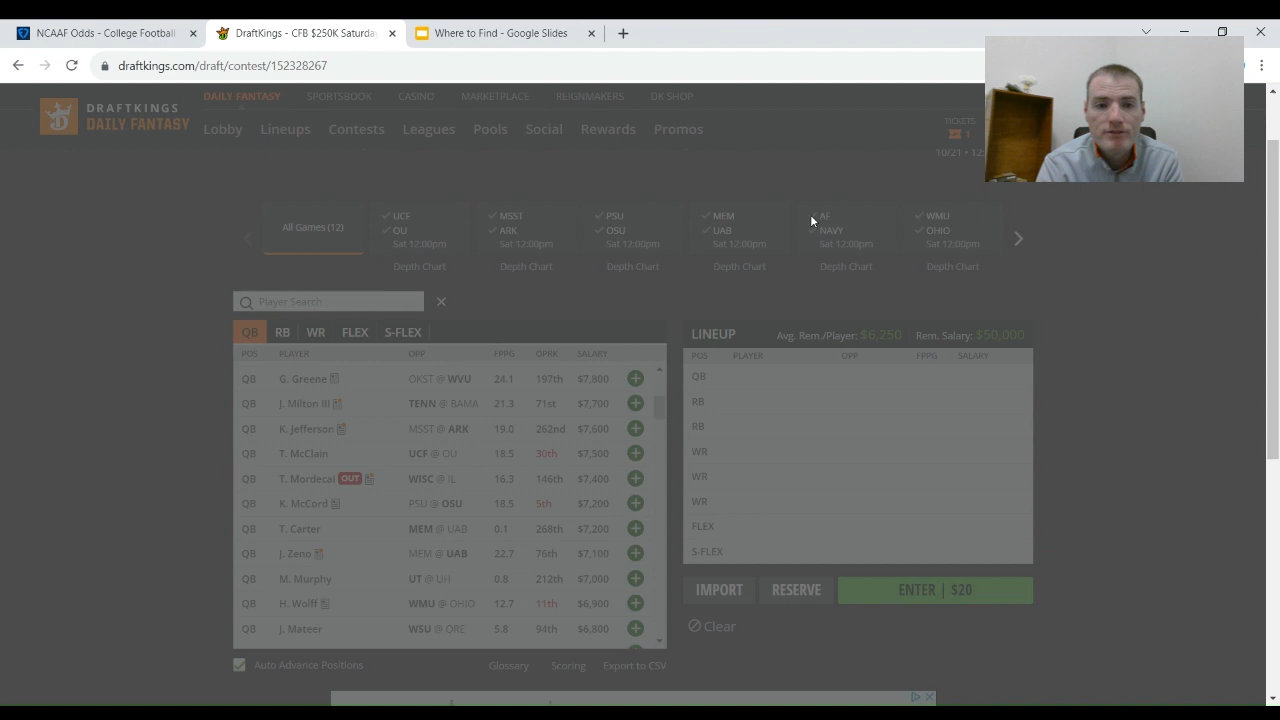 NCAAF Odds - College Football
DraftKings - CFB $250K Saturday
Where to Find - Google Slides
draftkings.com/draft/contest/152328267
DRAFTKINGS
DAILY FANTASY
DAILY FANTASY SPORTSBOOK CASINO MARKETPLACE REIGNMAKERS DK SHOP
Lobby Lineups Contests Leagues Pools Social Rewards Promos
TICKETS
1
10/21 • 12:
All Games (12)
UCF
OU
Sat 12:00pm
Depth Chart
MSST
ARK
Sat 12:00pm
Depth Chart
PSU
OSU
Sat 12:00pm
Depth Chart
MEM
UAB
Sat 12:00pm
Depth Chart
AF
NAVY
Sat 12:00pm
Depth Chart
WMU
OHIO
Sat 12:00pm
Depth Chart
Player Search...
QB RB WR FLEX S-FLEX
POS PLAYER OPP FPPG OPRK SALARY
QB G. Greene OKST @ WVU 24.1 197th $7,800
QB J. Milton III TENN @ BAMA 21.3 71st $7,700
QB K. Jefferson MSST @ ARK 19.0 262nd $7,600
QB T. McClain UCF @ OU 18.5 30th $7,500
QB T. Mordecai OUT WISC @ IL 16.3 146th $7,400
QB K. McCord PSU @ OSU 18.5 5th $7,200
QB T. Carter MEM @ UAB 0.1 268th $7,200
QB J. Zeno MEM @ UAB 22.7 76th $7,100
QB M. Murphy UT @ UH 0.8 212th $7,000
QB H. Wolff WMU @ OHIO 12.7 11th $6,900
QB J. Mateer WSU @ ORE 5.8 94th $6,800
Auto Advance Positions
Glossary Scoring Export to CSV
LINEUP Avg. Rem./Player: $6,250 Rem. Salary: $50,000
POS PLAYER OPP FPPG SALARY
QB
RB
RB
WR
WR
WR
FLEX
S-FLEX
IMPORT RESERVE ENTER | $20
Clear